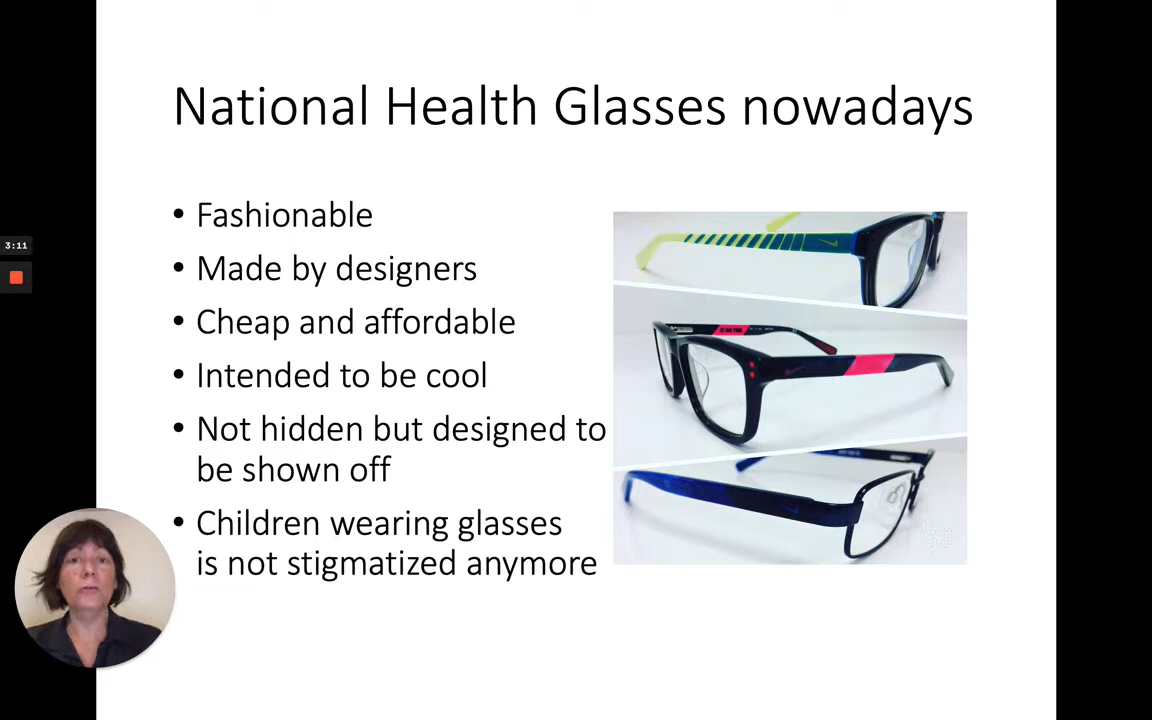 National Health Glasses nowadays
• Fashionable
• Made by designers
• Cheap and affordable
• Intended to be cool
• Not hidden but designed to
be shown off
• Children wearing glasses
is not stigmatized anymore
3:11